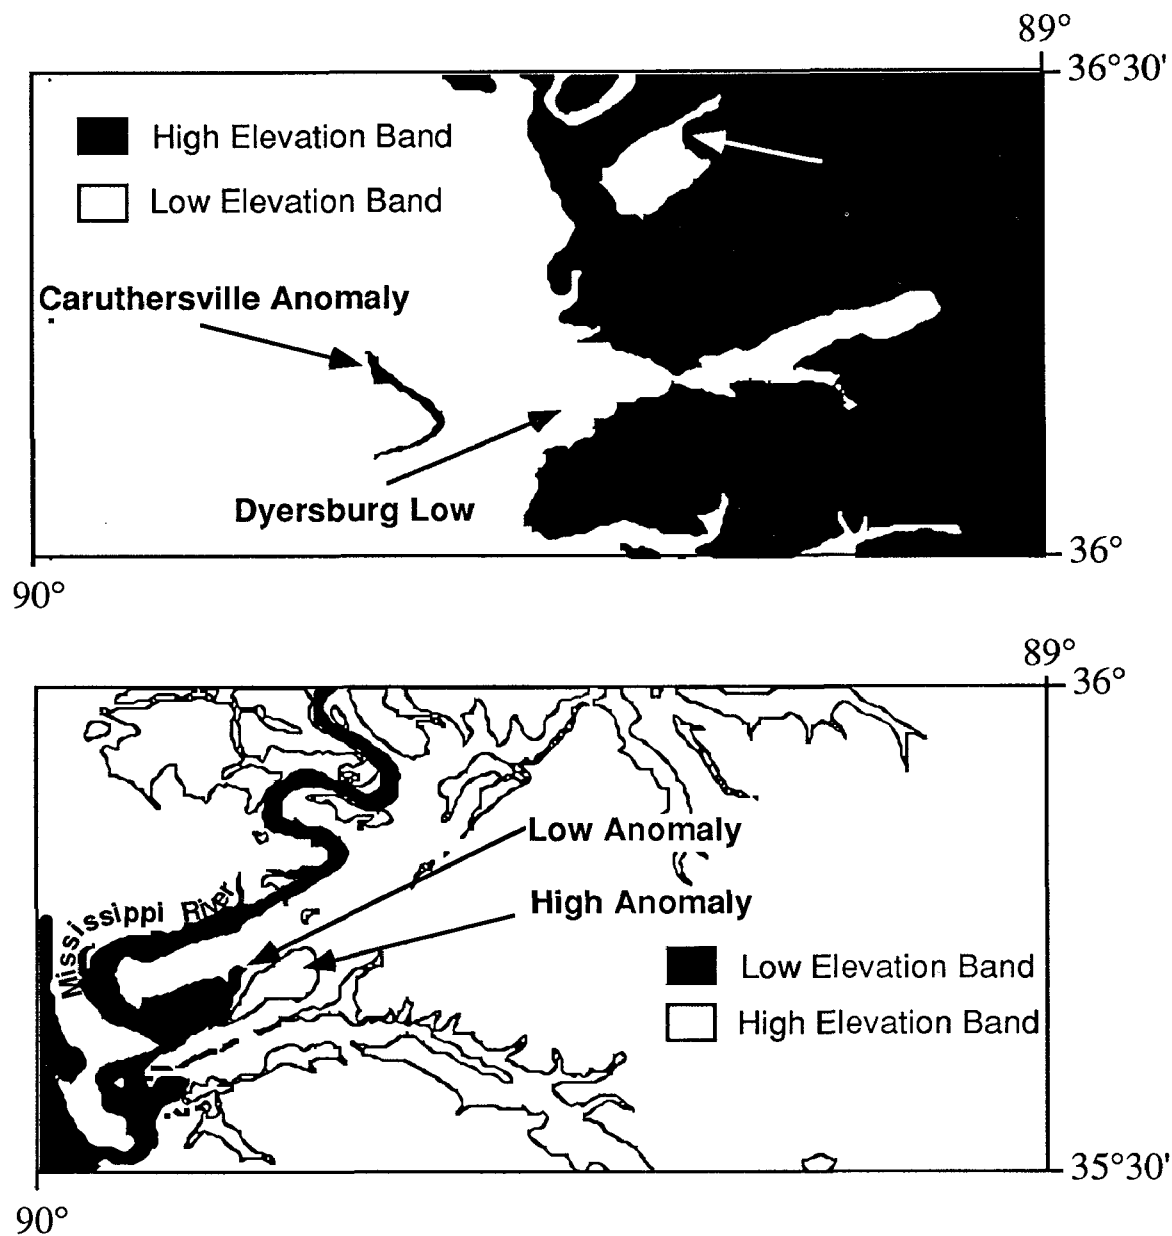 89°
36°30'
High Elevation Band
Low Elevation Band
Caruthersville Anomaly
Dyersburg Low
36°
90°
89°
36°
Low Anomaly
High Anomaly
Mississippi River
Low Elevation Band
High Elevation Band
35°30'
90°